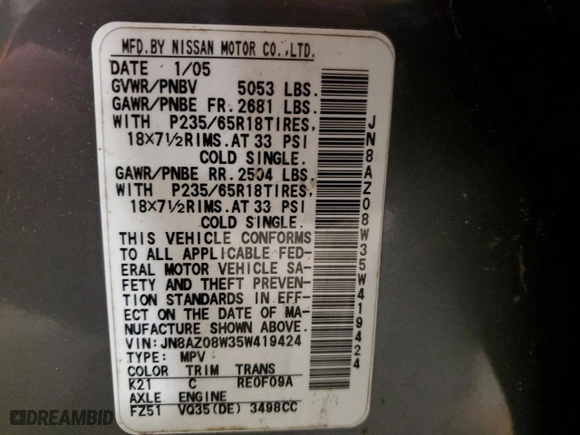 MFD.BY NISSAN MOTOR CO.,LTD.
DATE 1/05
GVWR/PNBV 5053 LBS.
GAWR/PNBE FR. 2681 LBS.
WITH P235/65R18TIRES,
18×7½RIMS.AT 33 PSI
COLD SINGLE.
GAWR/PNBE RR. 2504 LBS.
WITH P235/65R18TIRES,
18×7½RIMS.AT 33 PSI
COLD SINGLE.
THIS VEHICLE CONFORMS
TO ALL APPLICABLE FED-
ERAL MOTOR VEHICLE SA-
FETY AND THEFT PREVEN-
TION STANDARDS IN EFF-
ECT ON THE DATE OF MA-
NUFACTURE SHOWN ABOVE.
VIN:JN8AZ08W35W419424
TYPE: MPV
COLOR TRIM TRANS
K21 C RE0F09A
AXLE ENGINE
FZ51 VQ35(DE) 3498CC
JN8AZ08W35W419424
© DREAMBID